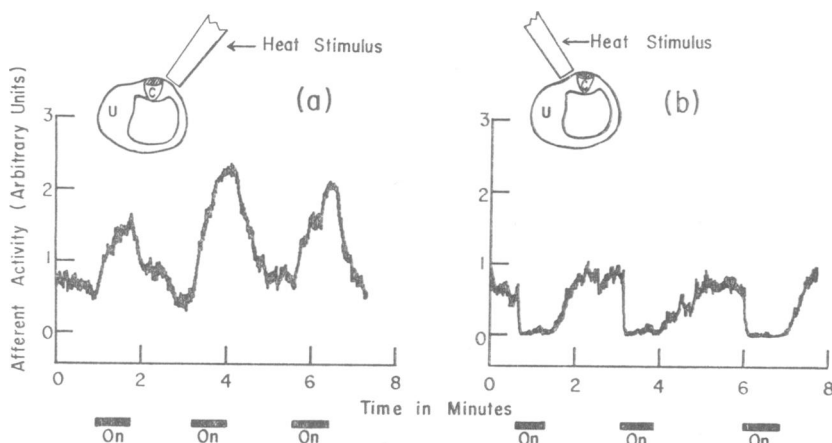 Heat Stimulus
(a)
U
C
Afferent Activity (Arbitrary Units)
3
2
1
0
0 2 4 6 8
On On On
Heat Stimulus
(b)
U
C
3
2
1
0
0 2 4 6 8
On On On
Time in Minutes